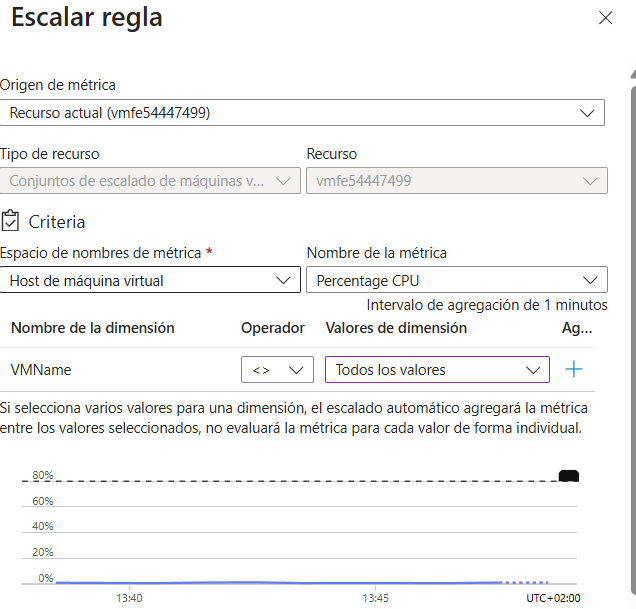 Escalar regla
Origen de métrica
Recurso actual (vmfe54447499)
Tipo de recurso
Recurso
Conjuntos de escalado de máquinas v...
vmfe54447499
Criteria
Espacio de nombres de métrica *
Nombre de la métrica
Host de máquina virtual
Percentage CPU
Intervalo de agregación de 1 minutos
Nombre de la dimensión
Operador
Valores de dimensión
Ag...
VMName
<>
Todos los valores
Si selecciona varios valores para una dimensión, el escalado automático agregará la métrica
entre los valores seleccionados, no evaluará la métrica para cada valor de forma individual.
80%
60%
40%
20%
0%
13:40
13:45
UTC+02:00